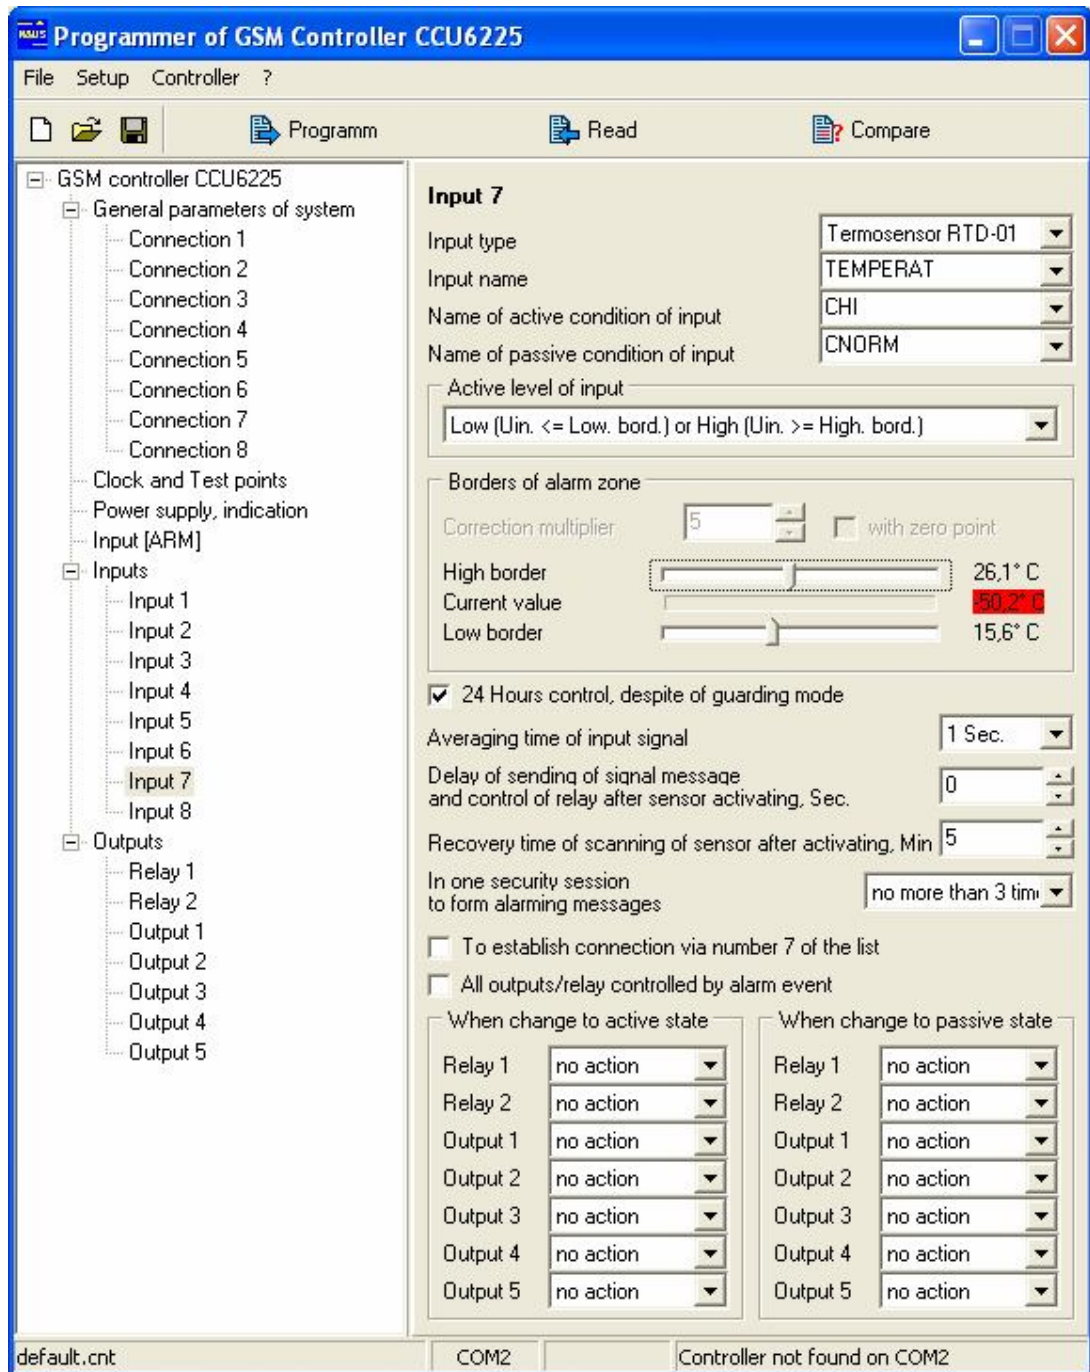 Programmer of GSM Controller CCU6225
File Setup Controller ?
Programm Read Compare
GSM controller CCU6225
General parameters of system
Connection 1
Connection 2
Connection 3
Connection 4
Connection 5
Connection 6
Connection 7
Connection 8
Clock and Test points
Power supply, indication
Input [ARM]
Inputs
Input 1
Input 2
Input 3
Input 4
Input 5
Input 6
Input 7
Input 8
Outputs
Relay 1
Relay 2
Output 1
Output 2
Output 3
Output 4
Output 5
Input 7
Input type Termosensor RTD-01
Input name TEMPERAT
Name of active condition of input CHI
Name of passive condition of input CNORM
Active level of input
Low (Uin. <= Low. bord.) or High (Uin. >= High. bord.)
Borders of alarm zone
Correction multiplier 5 with zero point
High border 26,1° C
Current value -50,2° C
Low border 15,6° C
24 Hours control, despite of guarding mode
Averaging time of input signal 1 Sec.
Delay of sending of signal message
and control of relay after sensor activating, Sec. 0
Recovery time of scanning of sensor after activating, Min 5
In one security session
to form alarming messages no more than 3 tim
To establish connection via number 7 of the list
All outputs/relay controlled by alarm event
When change to active state
Relay 1 no action
Relay 2 no action
Output 1 no action
Output 2 no action
Output 3 no action
Output 4 no action
Output 5 no action
When change to passive state
Relay 1 no action
Relay 2 no action
Output 1 no action
Output 2 no action
Output 3 no action
Output 4 no action
Output 5 no action
default.cnt COM2 Controller not found on COM2